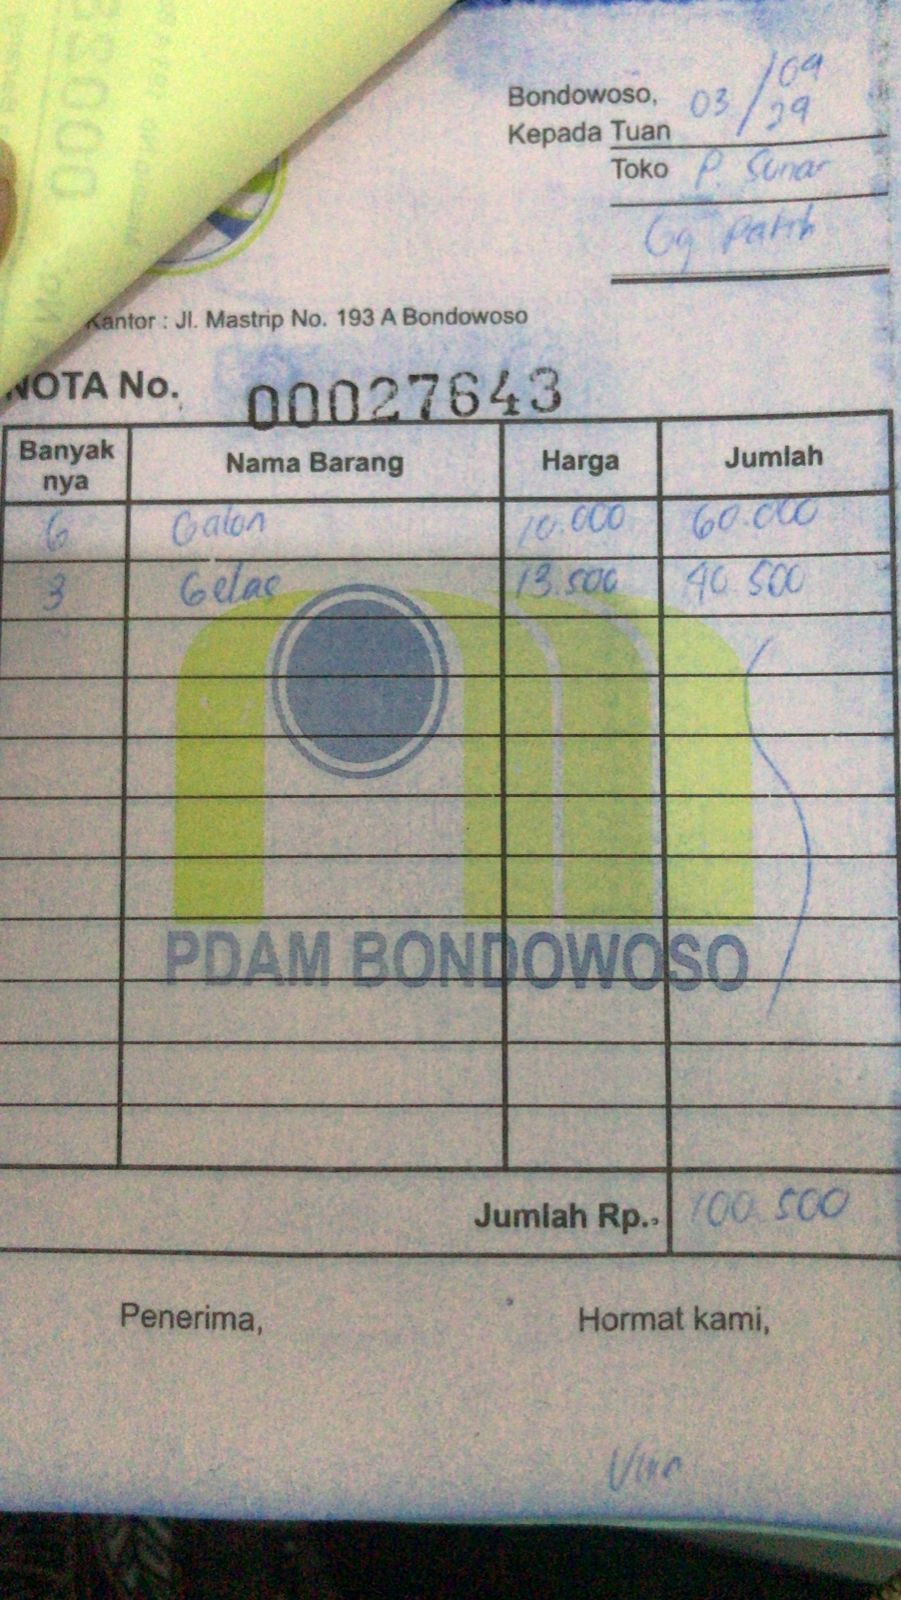 Bondowoso, 03/09
29
Kepada Tuan
Toko P. Sunar
Gg Patih
Kantor : Jl. Mastrip No. 193 A Bondowoso
NOTA No. 00027643
Banyak nya Nama Barang Harga Jumlah
6 Galon 10.000 60.000
3 Gelas 13.500 40.500
PDAM BONDOWOSO
Jumlah Rp.. 100.500
Penerima, Hormat kami,